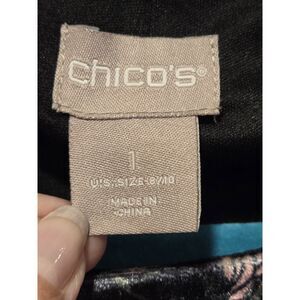 chico's®
1
U.S. SIZE-8/10
MADE IN
CHINA